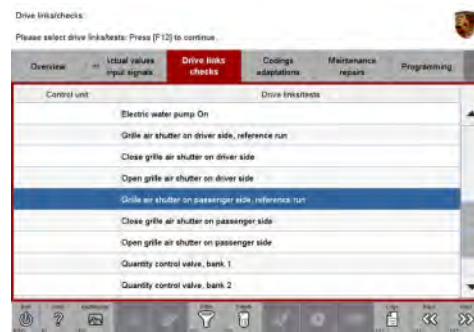 Drive links/checks:
Please select drive links/tests: Press [F12] to continue.
Overview
Actual values
input signals
Drive links
checks
Codings
adaptations
Maintenance
repairs
Programming
Control unit
Drive links/tests
Electric water pump On
Grille air shutter on driver side, reference run
Close grille air shutter on driver side
Open grille air shutter on driver side
Grille air shutter on passenger side, reference run
Close grille air shutter on passenger side
Open grille air shutter on passenger side
Quantity control valve, bank 1
Quantity control valve, bank 2